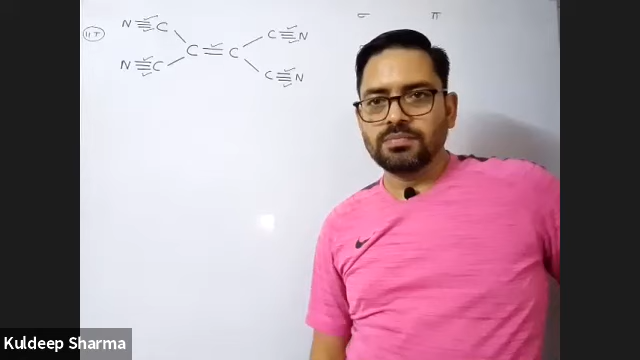 N≡C C≡N
C=C
N≡C C≡N
σ π
Kuldeep Sharma